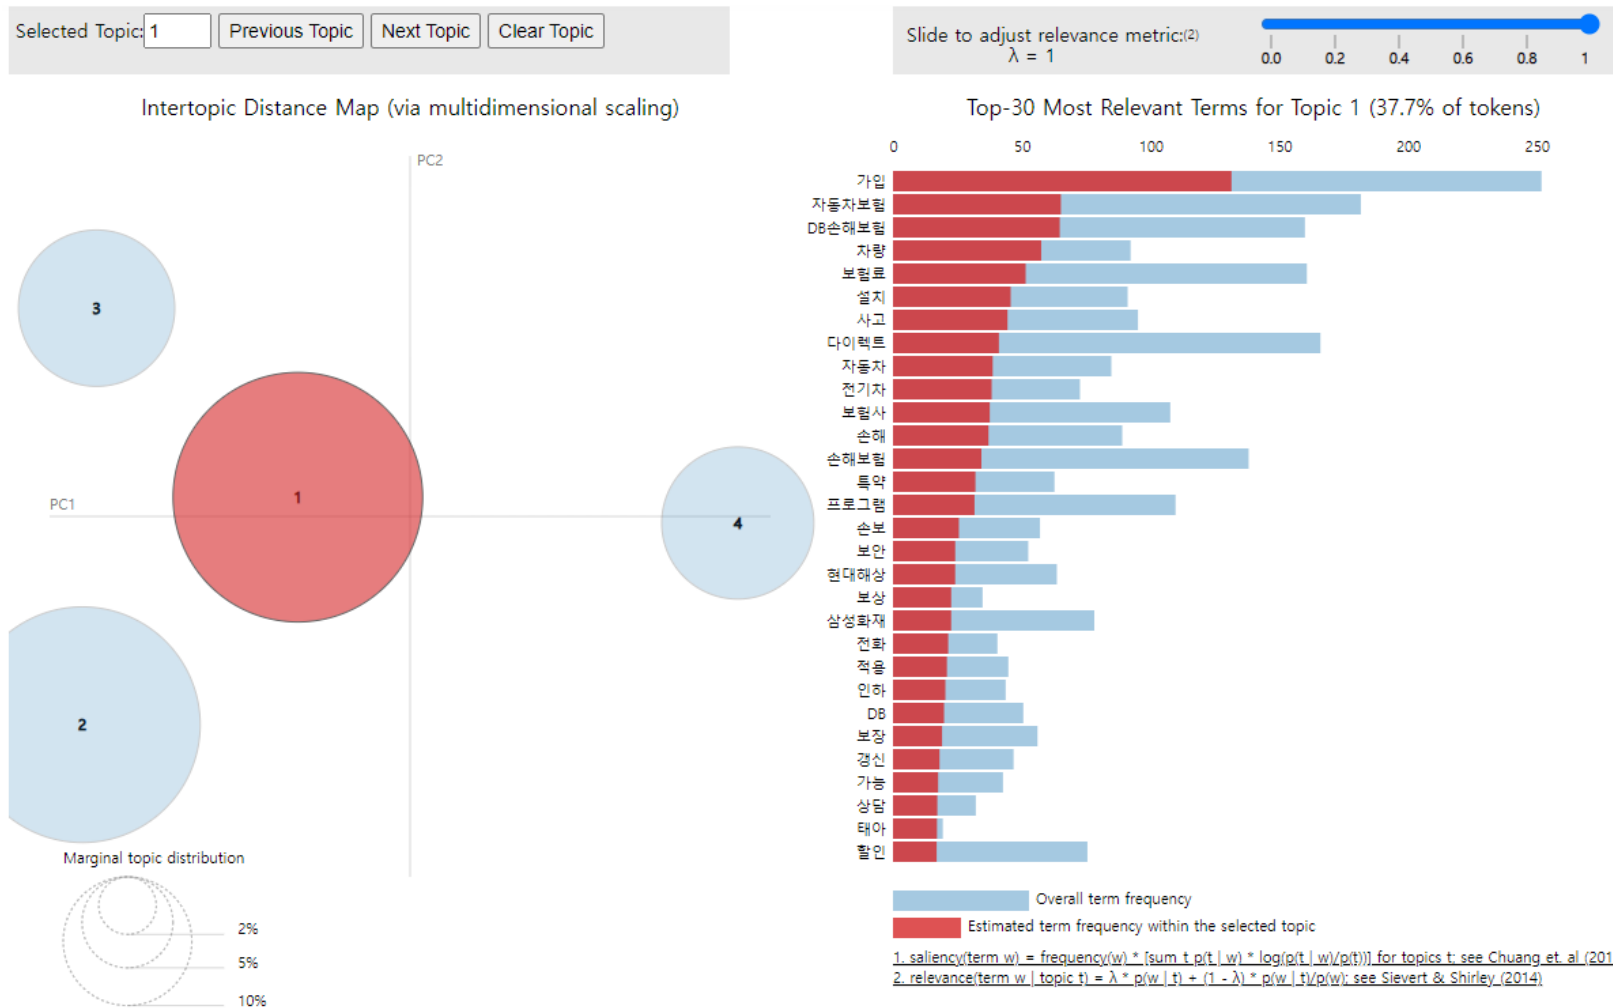 Selected Topic: 1 Previous Topic Next Topic Clear Topic
Slide to adjust relevance metric:(2)
λ = 1
0.0 0.2 0.4 0.6 0.8 1
Intertopic Distance Map (via multidimensional scaling)
PC2
PC1
3
1
4
2
Marginal topic distribution
2%
5%
10%
Top-30 Most Relevant Terms for Topic 1 (37.7% of tokens)
0 50 100 150 200 250
가입
자동차보험
DB손해보험
차량
보험료
설치
사고
다이렉트
자동차
전기차
보험사
손해
손해보험
특약
프로그램
손보
보안
현대해상
보상
삼성화재
전화
적용
인하
DB
보장
갱신
가능
상담
태아
할인
Overall term frequency
Estimated term frequency within the selected topic
1. saliency(term w) = frequency(w) * [sum_t p(t | w) * log(p(t | w)/p(t))] for topics t; see Chuang et. al (201
2. relevance(term w | topic t) = λ * p(w | t) + (1 - λ) * p(w | t)/p(w); see Sievert & Shirley (2014)